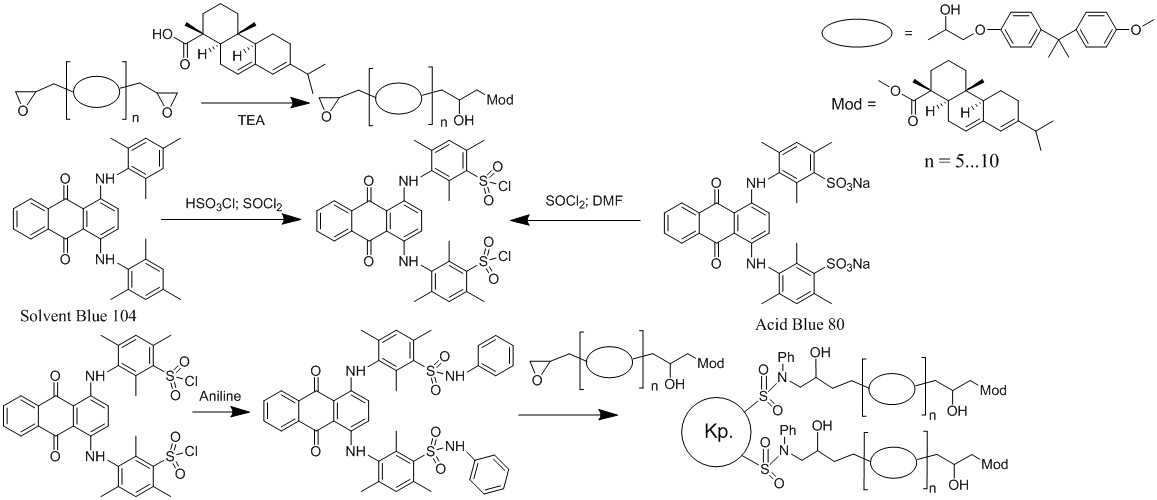 OH
O
O
=
HO
O
H
H
O
O
O
n
TEA
O
n
OH
Mod
Mod =
O
O
H
H
n = 5...10
O
O
NH
NH
Solvent Blue 104
HSO3Cl; SOCl2
O
O
NH
NH
O
S
Cl
O
O
S
Cl
O
SOCl2; DMF
O
O
NH
NH
SO3Na
SO3Na
Acid Blue 80
O
O
NH
NH
O
S
Cl
O
O
S
Cl
O
Aniline
O
O
NH
NH
O
S
NH
O
O
S
NH
O
O
n
OH
Mod
Kp.
O
S
O
Ph
N
OH
n
OH
Mod
O
S
O
Ph
N
OH
n
OH
Mod